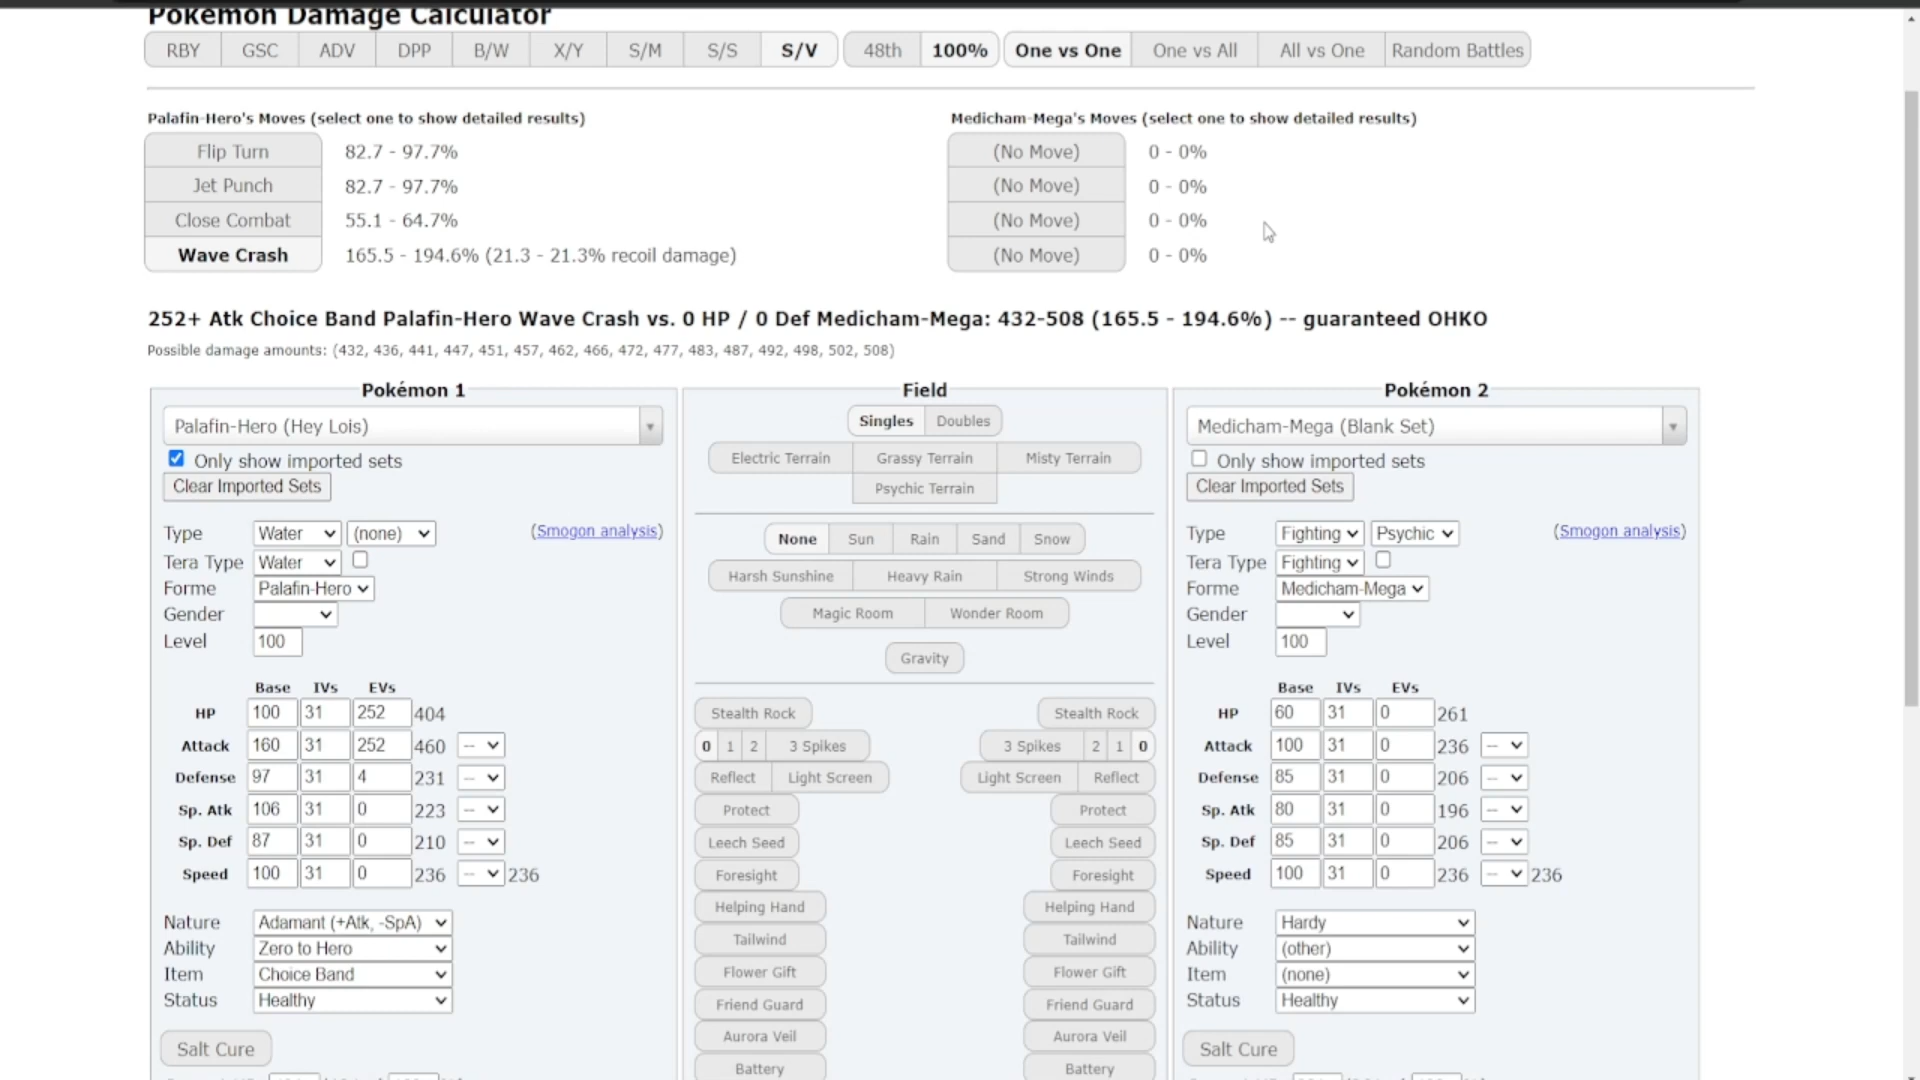 Pokémon Damage Calculator
RBY GSC ADV DPP B/W X/Y S/M S/S S/V 48th 100% One vs One One vs All All vs One Random Battles
Palafin-Hero's Moves (select one to show detailed results) Medicham-Mega's Moves (select one to show detailed results)
Flip Turn 82.7 - 97.7% (No Move) 0 - 0%
Jet Punch 82.7 - 97.7% (No Move) 0 - 0%
Close Combat 55.1 - 64.7% (No Move) 0 - 0%
Wave Crash 165.5 - 194.6% (21.3 - 21.3% recoil damage) (No Move) 0 - 0%
252+ Atk Choice Band Palafin-Hero Wave Crash vs. 0 HP / 0 Def Medicham-Mega: 432-508 (165.5 - 194.6%) -- guaranteed OHKO
Possible damage amounts: (432, 436, 441, 447, 451, 457, 462, 466, 472, 477, 483, 487, 492, 498, 502, 508)
Pokémon 1 Field Pokémon 2
Palafin-Hero (Hey Lois) Singles Doubles Medicham-Mega (Blank Set)
Only show imported sets Electric Terrain Grassy Terrain Misty Terrain Only show imported sets
Clear Imported Sets Psychic Terrain Clear Imported Sets
Type Water (none) (Smogon analysis) None Sun Rain Sand Snow Type Fighting Psychic (Smogon analysis)
Tera Type Water Harsh Sunshine Heavy Rain Strong Winds Tera Type Fighting
Forme Palafin-Hero Forme Medicham-Mega
Gender Magic Room Wonder Room Gender
Level 100 Gravity Level 100
Base IVs EVs Base IVs EVs
HP 100 31 252 404 Stealth Rock Stealth Rock HP 60 31 0 261
Attack 160 31 252 460 -- 0 1 2 3 Spikes 3 Spikes 2 1 0 Attack 100 31 0 236 --
Defense 97 31 4 231 -- Reflect Light Screen Light Screen Reflect Defense 85 31 0 206 --
Sp. Atk 106 31 0 223 -- Protect Protect Sp. Atk 80 31 0 196 --
Sp. Def 87 31 0 210 -- Leech Seed Leech Seed Sp. Def 85 31 0 206 --
Speed 100 31 0 236 -- 236 Foresight Foresight Speed 100 31 0 236 -- 236
Helping Hand Helping Hand
Nature Adamant (+Atk, -SpA) Tailwind Tailwind Nature Hardy
Ability Zero to Hero Ability (other)
Item Choice Band Flower Gift Flower Gift Item (none)
Status Healthy Friend Guard Friend Guard Status Healthy
Aurora Veil Aurora Veil
Salt Cure Battery Battery Salt Cure